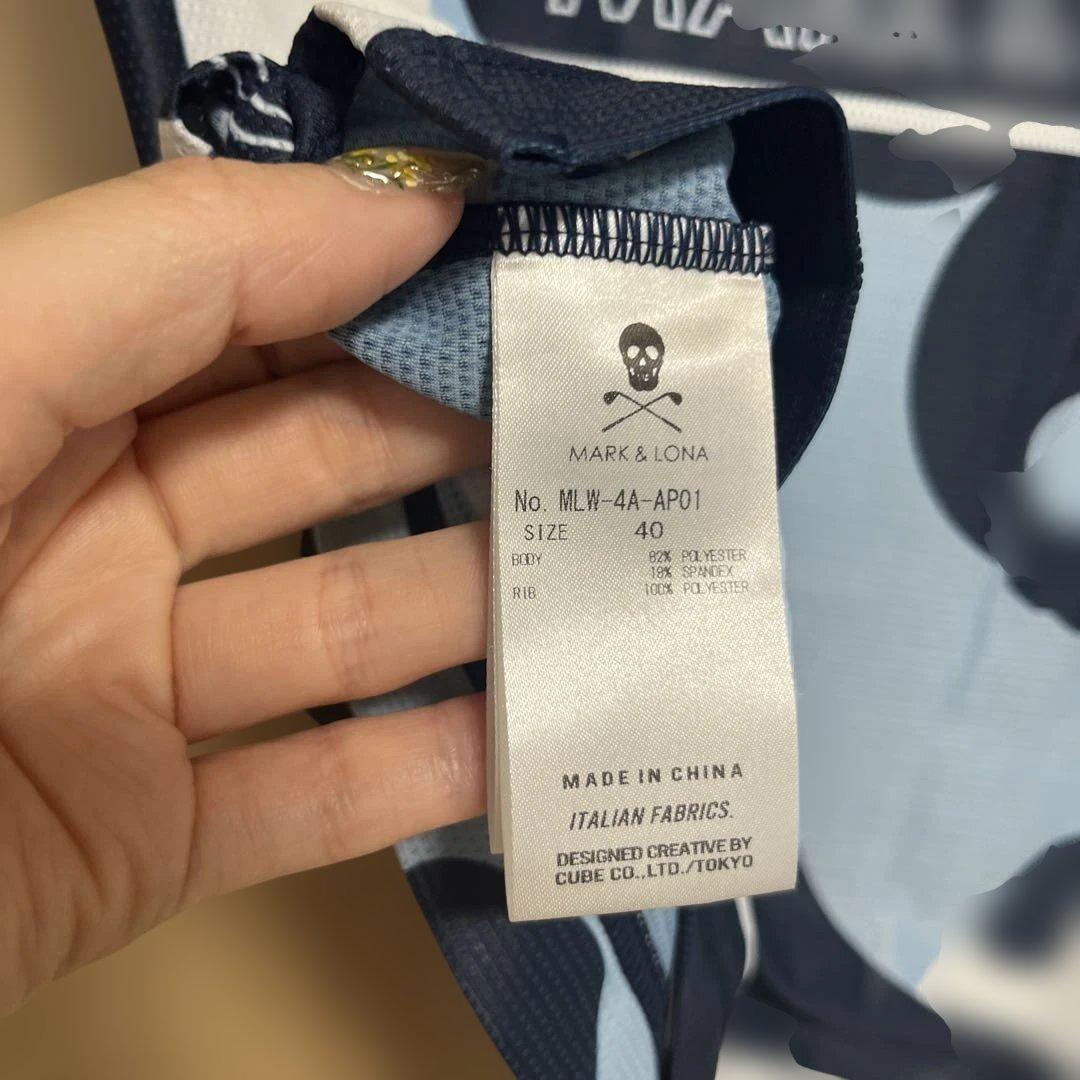 MARK & LONA
No. MLW-4A-AP01
SIZE 40
BODY 82% POLYESTER
18% SPANDEX
RIB 100% POLYESTER
MADE IN CHINA
ITALIAN FABRICS.
DESIGNED CREATIVE BY
CUBE CO.,LTD./TOKYO